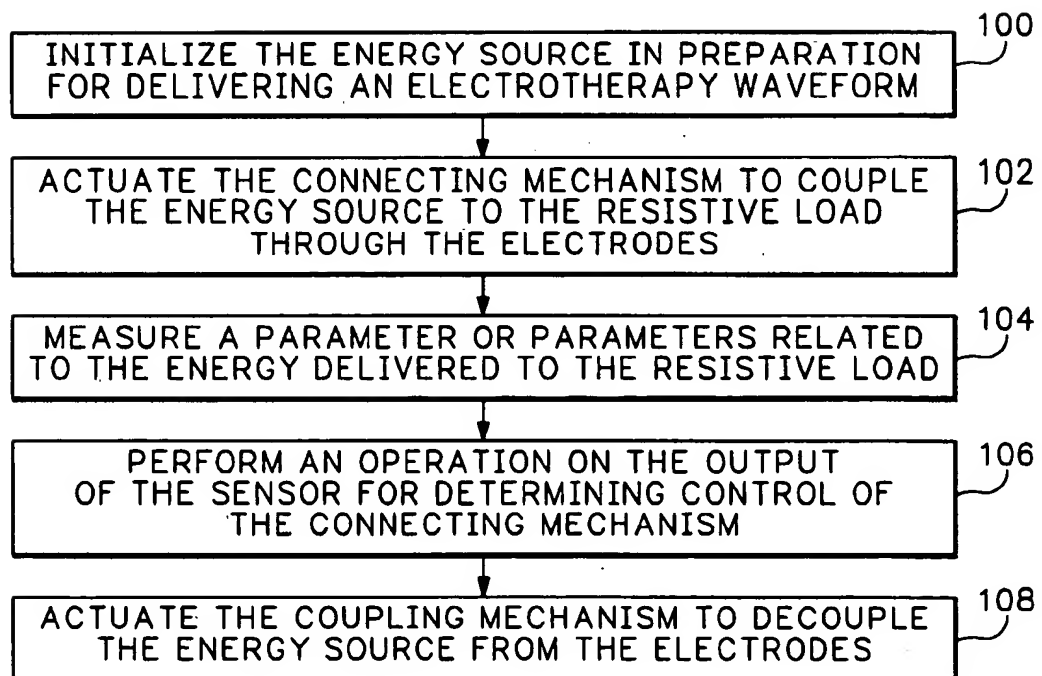 100
INITIALIZE THE ENERGY SOURCE IN PREPARATION
FOR DELIVERING AN ELECTROTHERAPY WAVEFORM
102
ACTUATE THE CONNECTING MECHANISM TO COUPLE
THE ENERGY SOURCE TO THE RESISTIVE LOAD
THROUGH THE ELECTRODES
104
MEASURE A PARAMETER OR PARAMETERS RELATED
TO THE ENERGY DELIVERED TO THE RESISTIVE LOAD
106
PERFORM AN OPERATION ON THE OUTPUT
OF THE SENSOR FOR DETERMINING CONTROL OF
THE CONNECTING MECHANISM
108
ACTUATE THE COUPLING MECHANISM TO DECOUPLE
THE ENERGY SOURCE FROM THE ELECTRODES